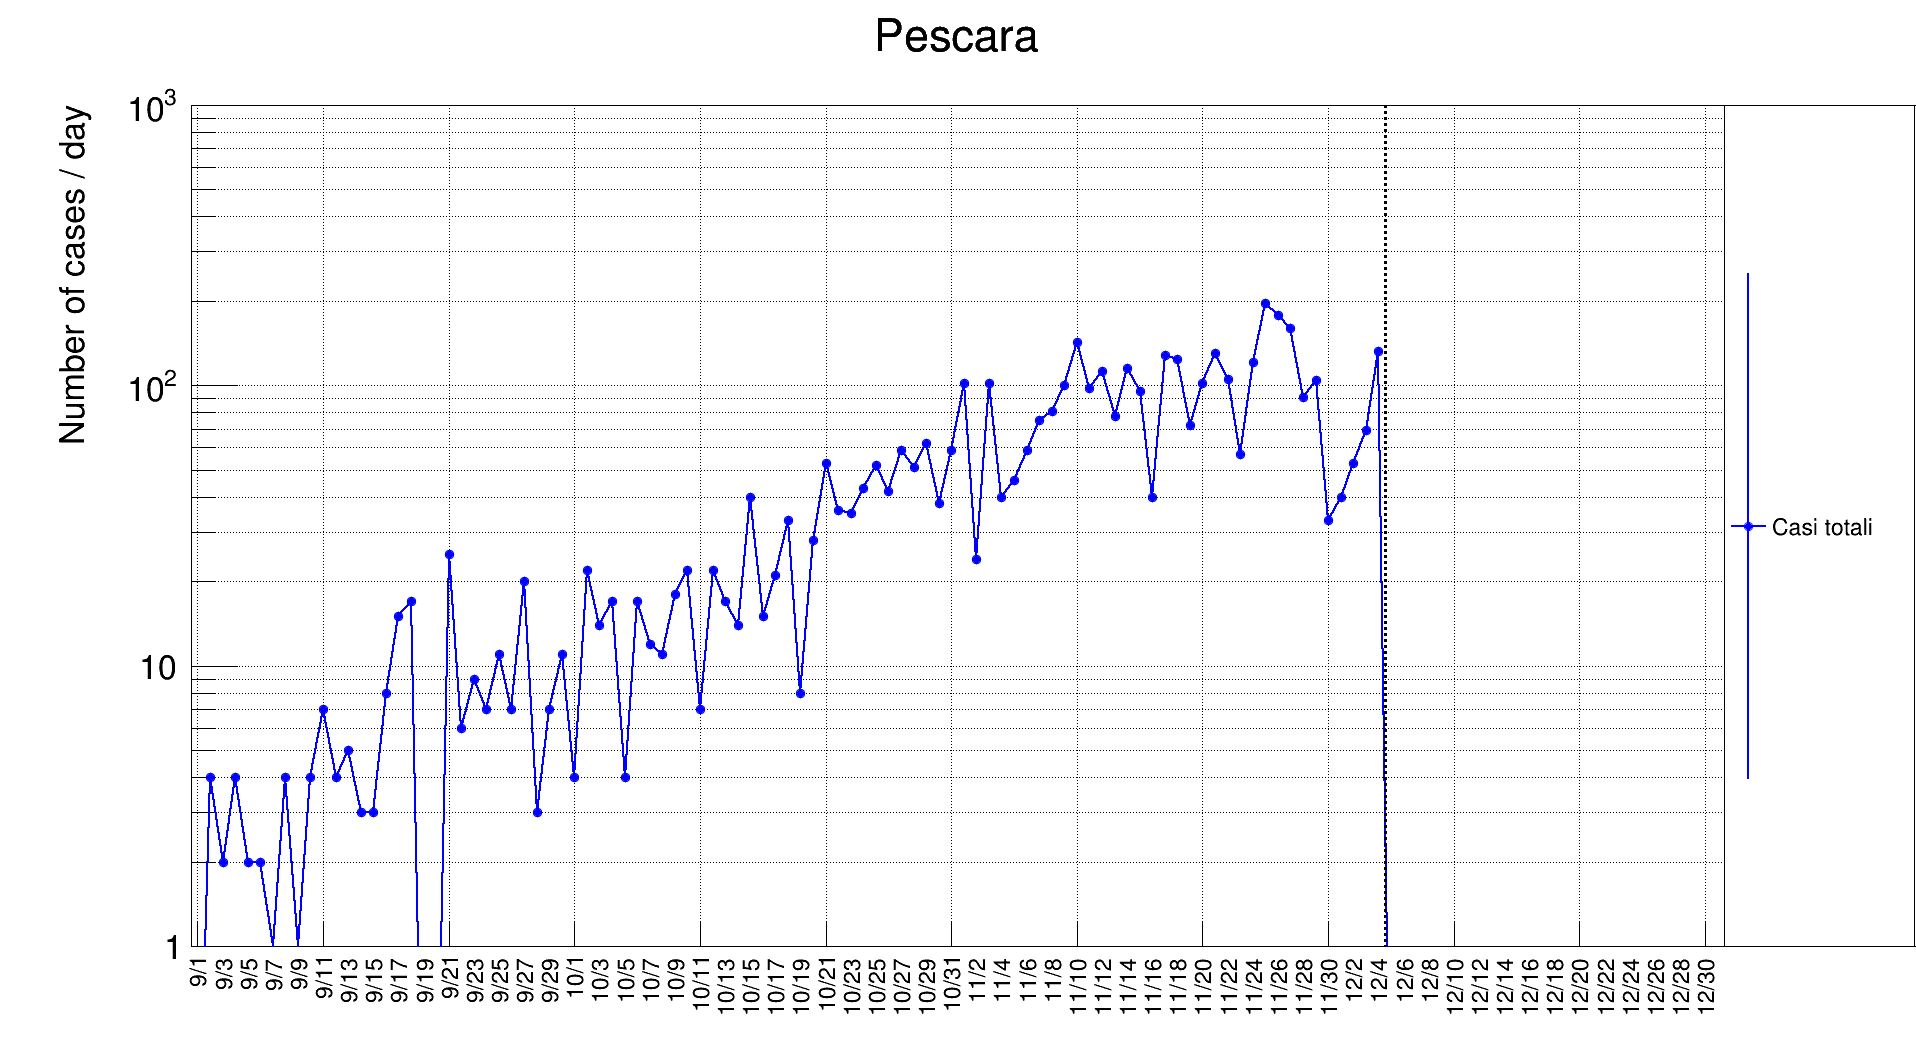 Pescara
Number of cases / day
10³
10²
10
1
9/1 9/3 9/5 9/7 9/9 9/11 9/13 9/15 9/17 9/19 9/21 9/23 9/25 9/27 9/29 10/1 10/3 10/5 10/7 10/9 10/11 10/13 10/15 10/17 10/19 10/21 10/23 10/25 10/27 10/29 10/31 11/2 11/4 11/6 11/8 11/10 11/12 11/14 11/16 11/18 11/20 11/22 11/24 11/26 11/28 11/30 12/2 12/4 12/6 12/8 12/10 12/12 12/14 12/16 12/18 12/20 12/22 12/24 12/26 12/28 12/30
Casi totali